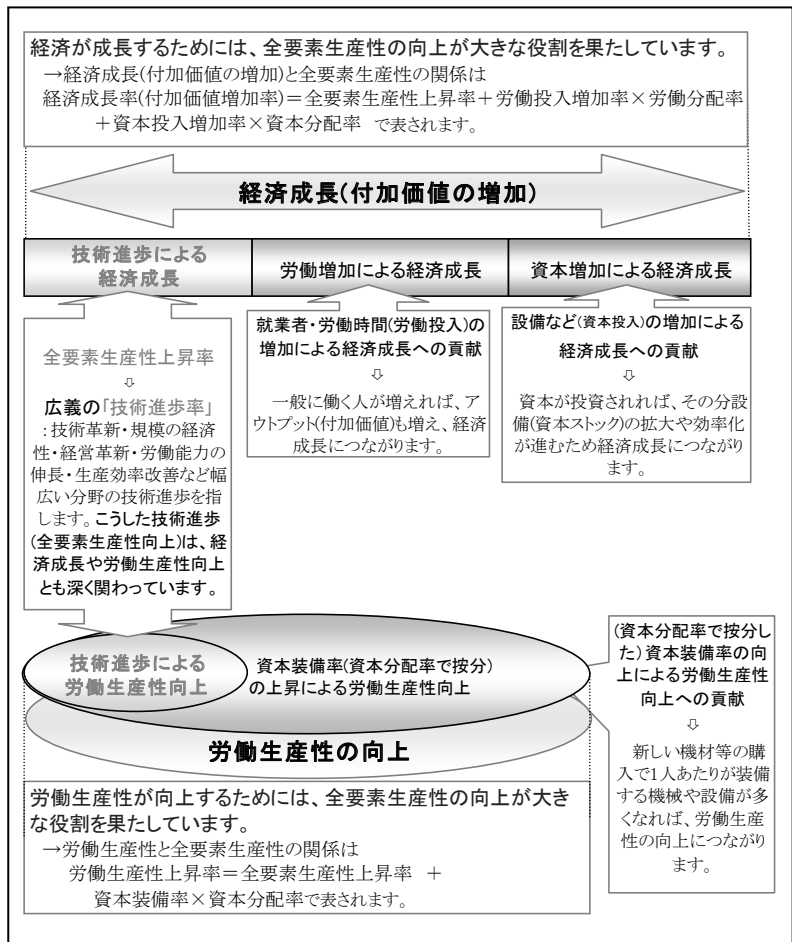 経済が成長するためには、全要素生産性の向上が大きな役割を果たしています。
→経済成長(付加価値の増加)と全要素生産性の関係は
経済成長率(付加価値増加率)＝全要素生産性上昇率＋労働投入増加率×労働分配率
＋資本投入増加率×資本分配率 で表されます。
経済成長(付加価値の増加)
技術進歩による
経済成長
労働増加による経済成長
資本増加による経済成長
全要素生産性上昇率
⇩
広義の「技術進歩率」
：技術革新・規模の経済
性・経営革新・労働能力の
伸長・生産効率改善など幅
広い分野の技術進歩を指
します。こうした技術進歩
(全要素生産性向上)は、経
済成長や労働生産性向上
とも深く関わっています。
就業者・労働時間(労働投入)の
増加による経済成長への貢献
⇩
一般に働く人が増えれば、ア
ウトプット(付加価値)も増え、経済
成長につながります。
設備など(資本投入)の増加による
経済成長への貢献
⇩
資本が投資されれば、その分設
備(資本ストック)の拡大や効率化
が進むため経済成長につながり
ます。
技術進歩による
労働生産性向上
資本装備率(資本分配率で按分)
の上昇による労働生産性向上
労働生産性の向上
(資本分配率で按分し
た)資本装備率の向
上による労働生産性
向上への貢献
⇩
新しい機材等の購
入で1人あたりが装備
する機械や設備が多
くなれば、労働生産
性の向上につながり
ます。
労働生産性が向上するためには、全要素生産性の向上が大き
な役割を果たしています。
→労働生産性と全要素生産性の関係は
労働生産性上昇率＝全要素生産性上昇率 ＋
資本装備率×資本分配率で表されます。